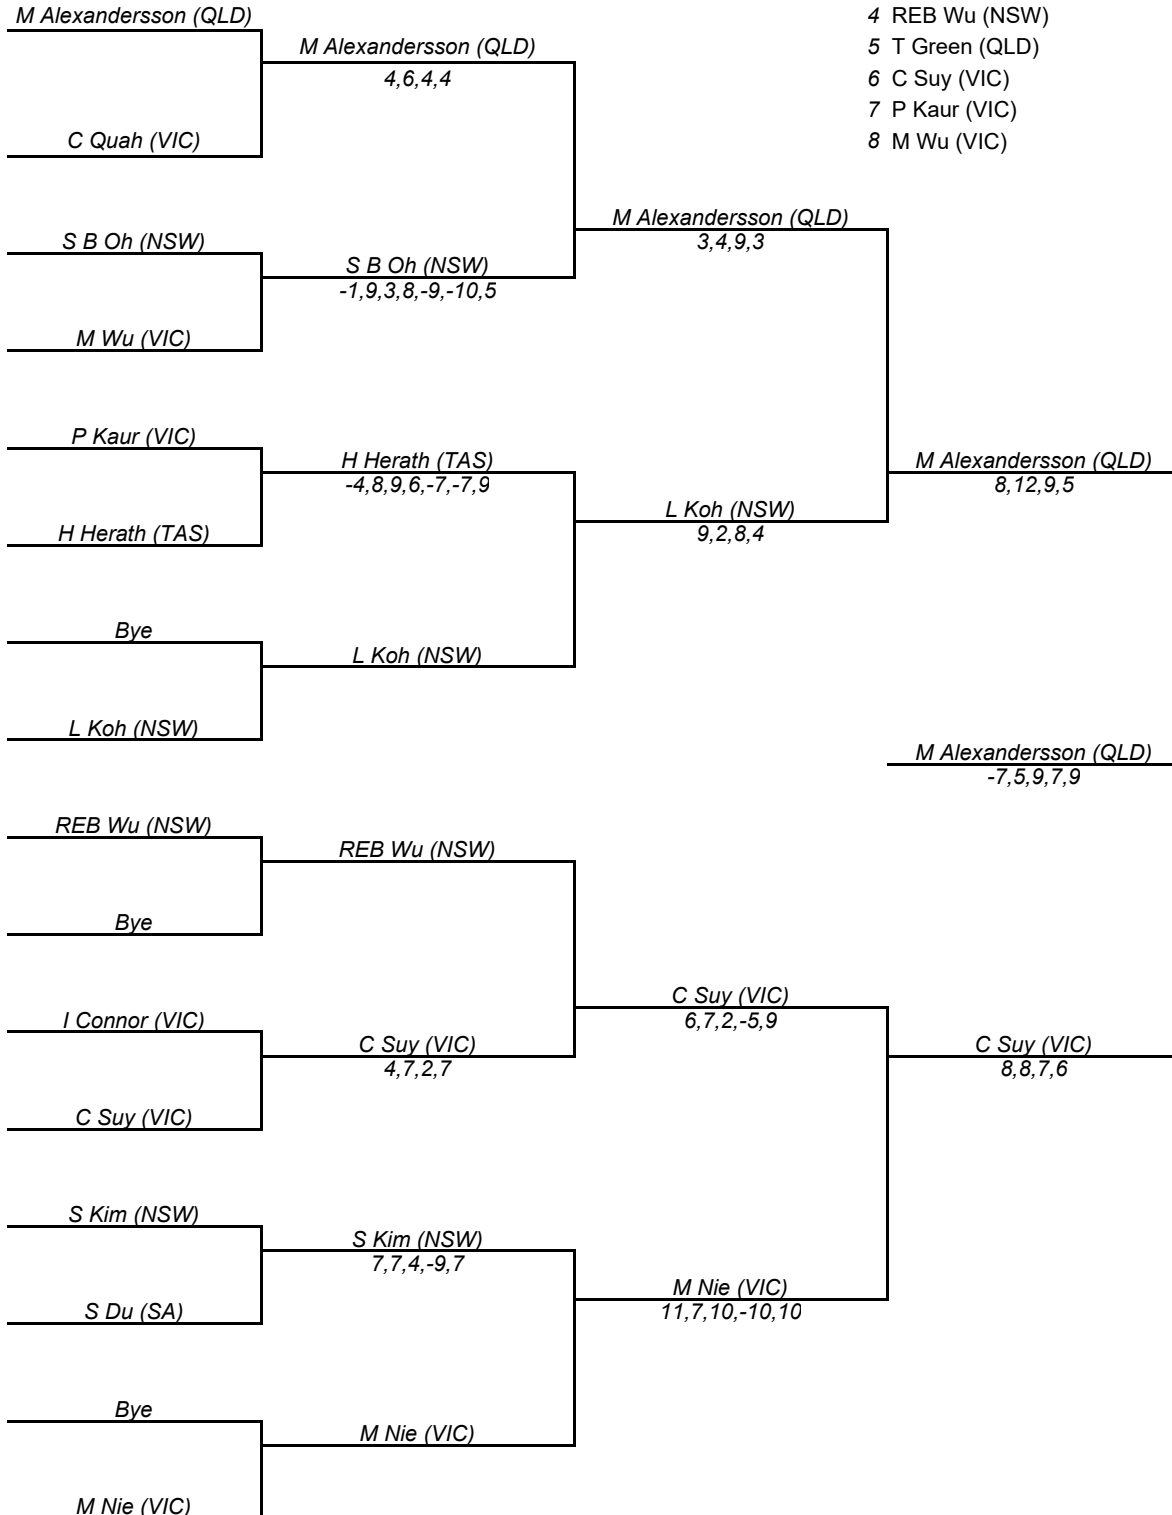 M Alexandersson (QLD)
4 REB Wu (NSW)
M Alexandersson (QLD)
5 T Green (QLD)
4,6,4,4
6 C Suy (VIC)
7 P Kaur (VIC)
C Quah (VIC)
8 M Wu (VIC)
M Alexandersson (QLD)
3,4,9,3
S B Oh (NSW)
S B Oh (NSW)
-1,9,3,8,-9,-10,5
M Wu (VIC)
P Kaur (VIC)
H Herath (TAS)
-4,8,9,6,-7,-7,9
M Alexandersson (QLD)
8,12,9,5
L Koh (NSW)
9,2,8,4
H Herath (TAS)
Bye
L Koh (NSW)
L Koh (NSW)
M Alexandersson (QLD)
-7,5,9,7,9
REB Wu (NSW)
REB Wu (NSW)
Bye
C Suy (VIC)
6,7,2,-5,9
I Connor (VIC)
C Suy (VIC)
4,7,2,7
C Suy (VIC)
8,8,7,6
C Suy (VIC)
S Kim (NSW)
S Kim (NSW)
7,7,4,-9,7
M Nie (VIC)
11,7,10,-10,10
S Du (SA)
Bye
M Nie (VIC)
M Nie (VIC)